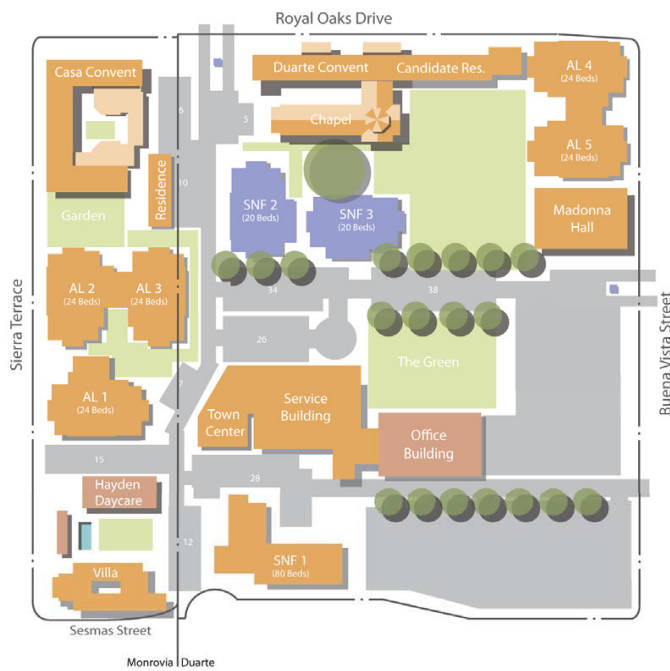 Royal Oaks Drive
Casa Convent
Duarte Convent
Candidate Res.
AL 4
(24 Beds)
6
5
Chapel
AL 5
(24 Beds)
10
Residence
SNF 2
(20 Beds)
SNF 3
(20 Beds)
Madonna
Hall
Garden
AL 2
(24 Beds)
AL 3
(24 Beds)
34
38
Sierra Terrace
Buena Vista Street
26
The Green
7
AL 1
(24 Beds)
Town
Center
Service
Building
Office
Building
15
28
Hayden
Daycare
12
SNF 1
(80 Beds)
Villa
Sesmas Street
Monrovia | Duarte